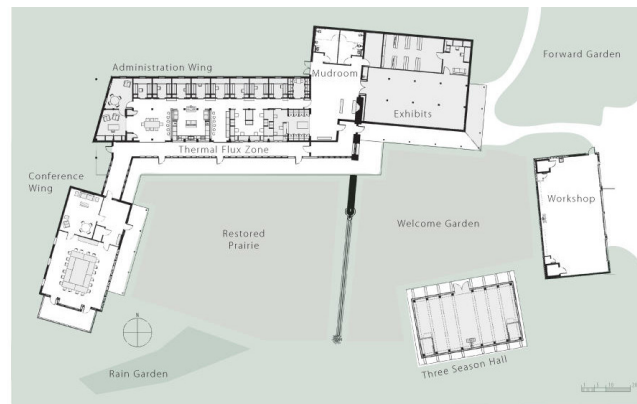 Administration Wing
Mudroom
Forward Garden
Exhibits
Thermal Flux Zone
Conference
Wing
Workshop
Restored
Prairie
Welcome Garden
N
Three Season Hall
Rain Garden